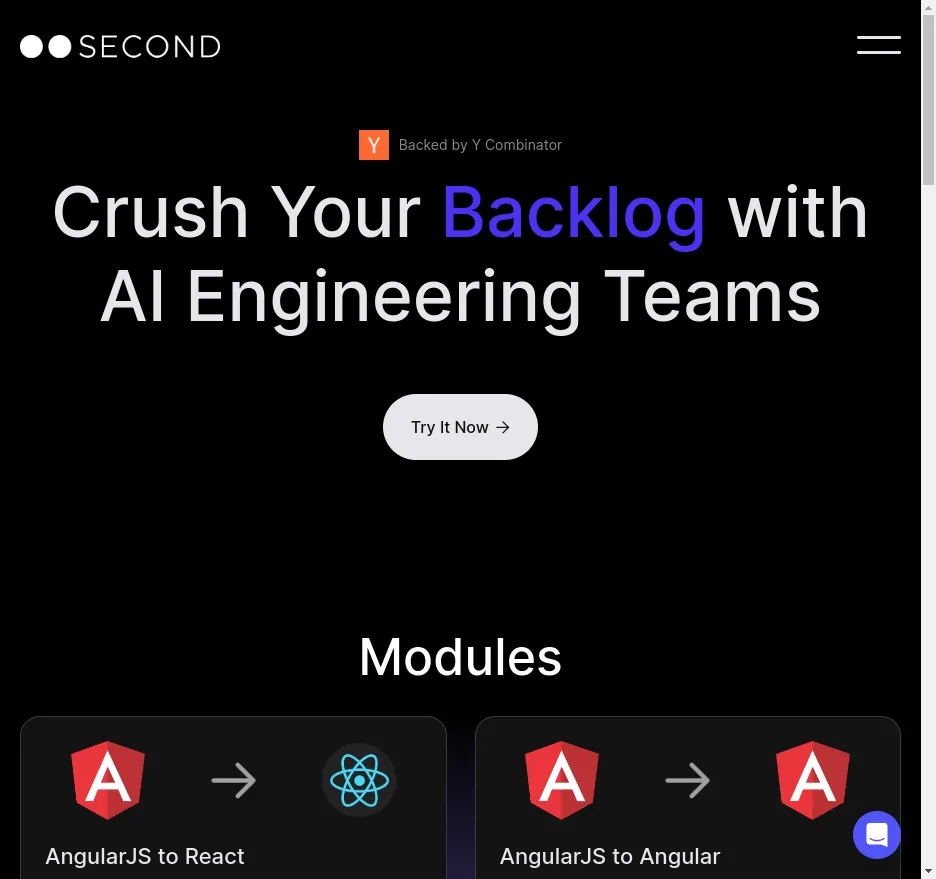 SECOND
Y Backed by Y Combinator
Crush Your Backlog with
AI Engineering Teams
Try It Now →
Modules
AngularJS to React
AngularJS to Angular